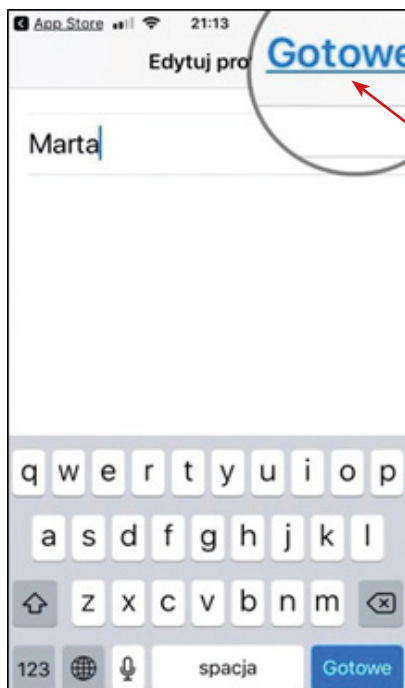 App Store 21:13
Edytuj pro
Gotowe
Marta
q w e r t y u i o p
a s d f g h j k l
z x c v b n m
123 spacja Gotowe